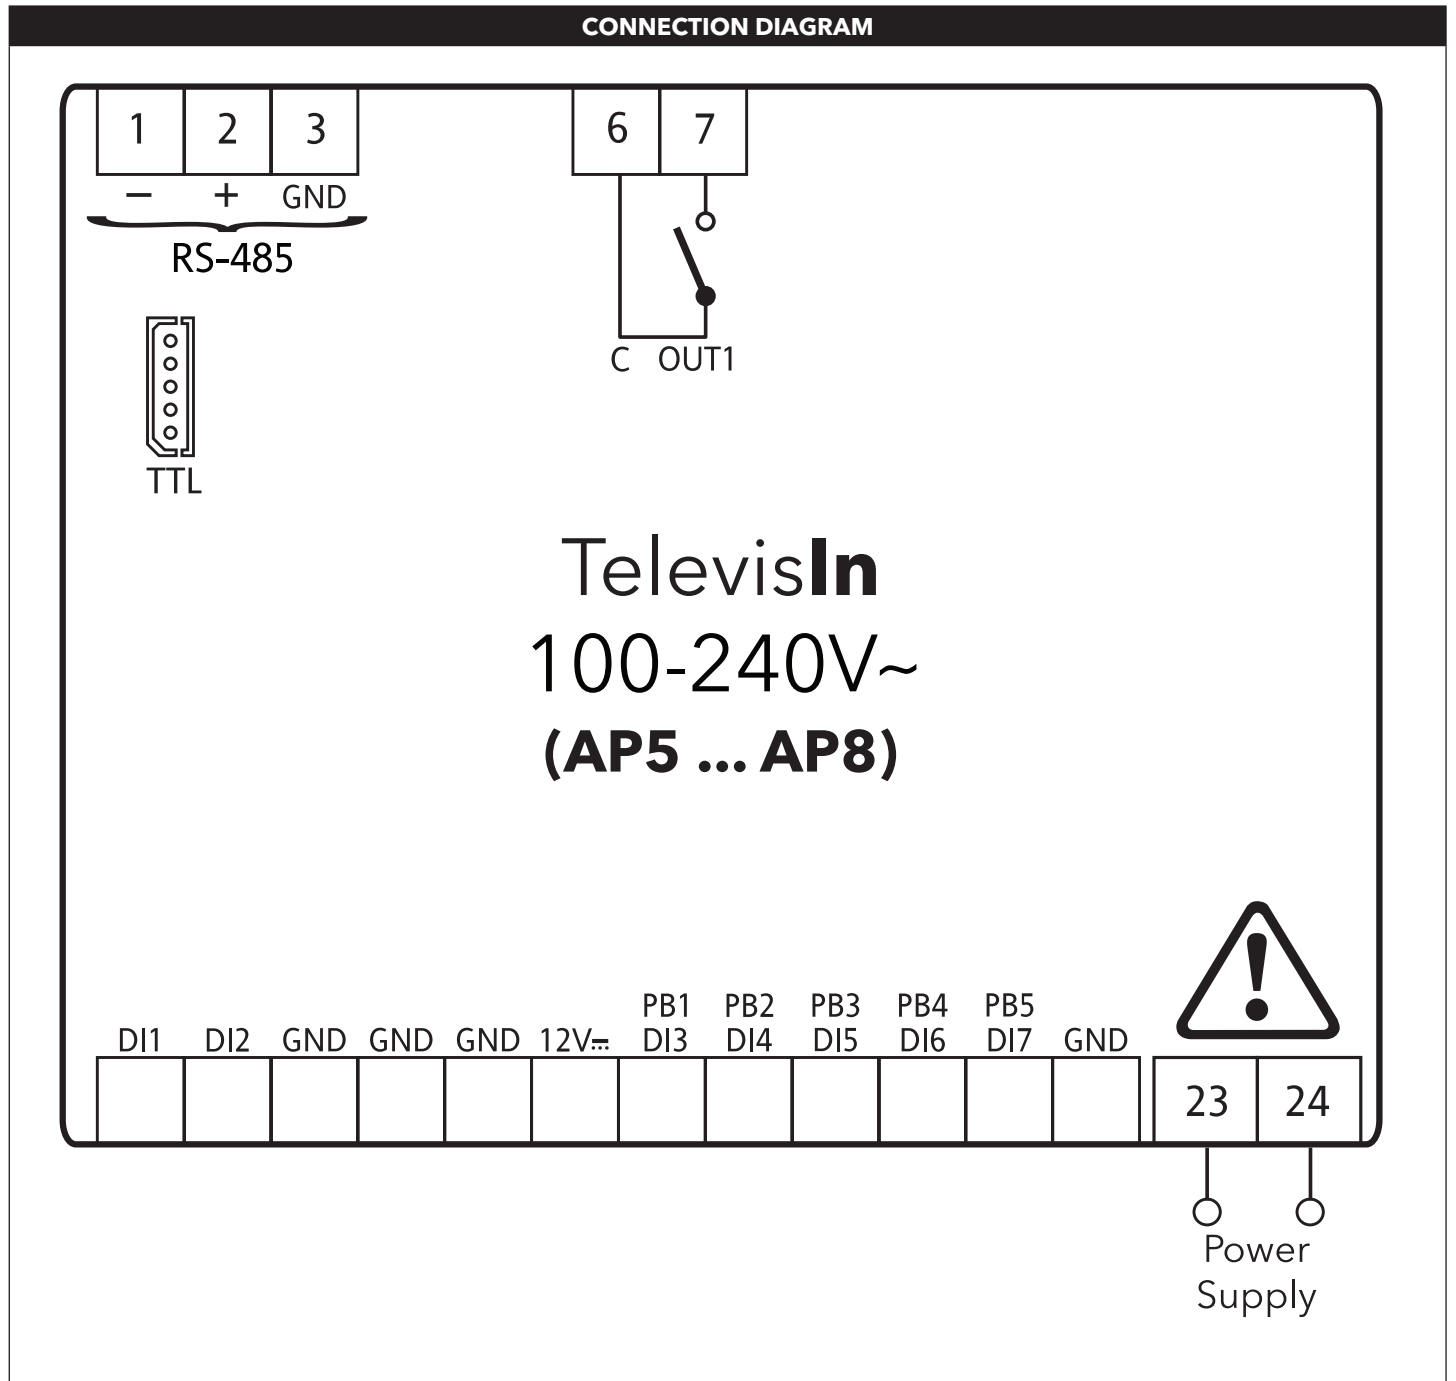 CONNECTION DIAGRAM
1 2 3
− + GND
RS-485
6 7
C OUT1
TTL
TelevisIn
100-240V~
(AP5 ... AP8)
PB1 PB2 PB3 PB4 PB5
DI1 DI2 GND GND GND 12V⎓ DI3 DI4 DI5 DI6 DI7 GND
!
23 24
Power
Supply